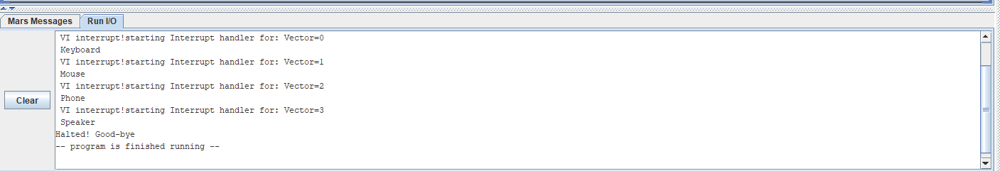 Mars Messages Run I/O
VI interrupt!starting Interrupt handler for: Vector=0
Keyboard
VI interrupt!starting Interrupt handler for: Vector=1
Mouse
VI interrupt!starting Interrupt handler for: Vector=2
Phone
VI interrupt!starting Interrupt handler for: Vector=3
Speaker
Halted! Good-bye
-- program is finished running --
Clear